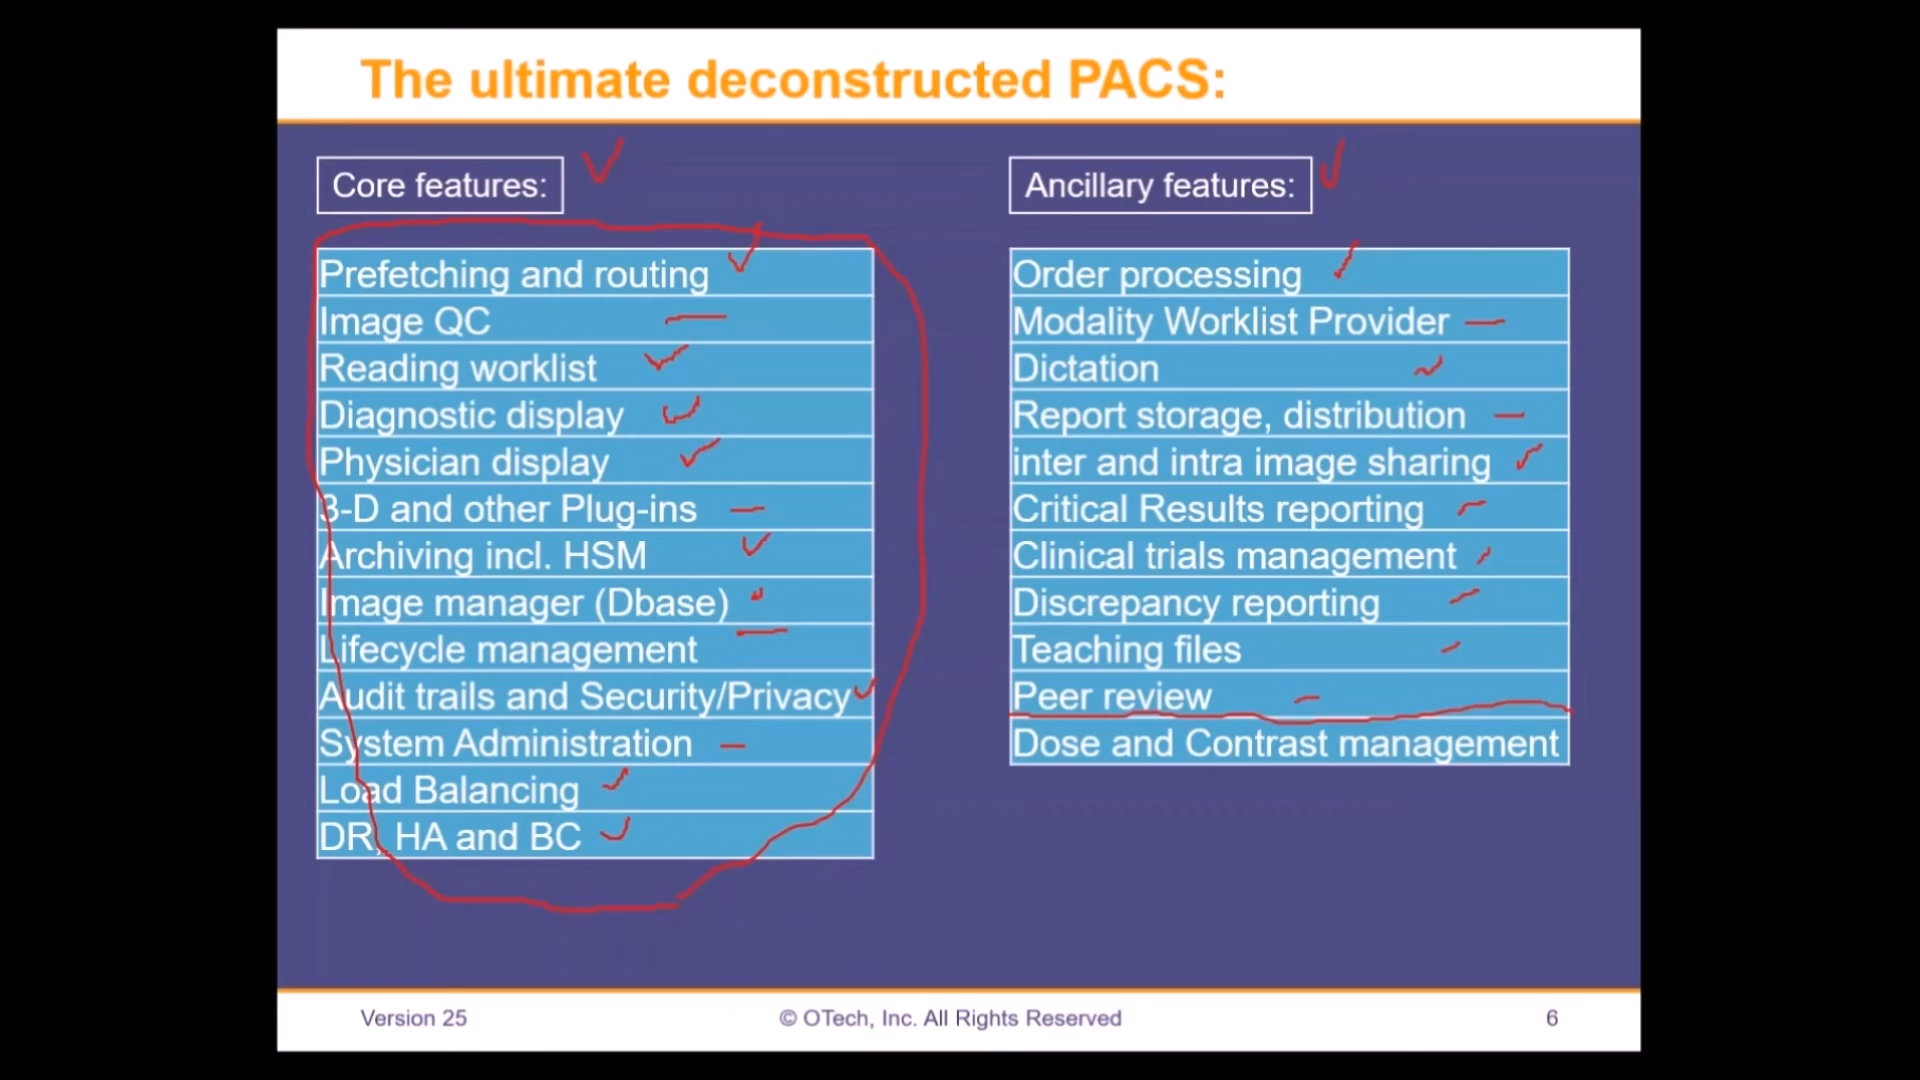 The ultimate deconstructed PACS:
Core features:
Prefetching and routing
Image QC
Reading worklist
Diagnostic display
Physician display
3-D and other Plug-ins
Archiving incl. HSM
Image manager (Dbase)
Lifecycle management
Audit trails and Security/Privacy
System Administration
Load Balancing
DR, HA and BC
Ancillary features:
Order processing
Modality Worklist Provider
Dictation
Report storage, distribution
inter and intra image sharing
Critical Results reporting
Clinical trials management
Discrepancy reporting
Teaching files
Peer review
Dose and Contrast management
Version 25
© OTech, Inc. All Rights Reserved
6